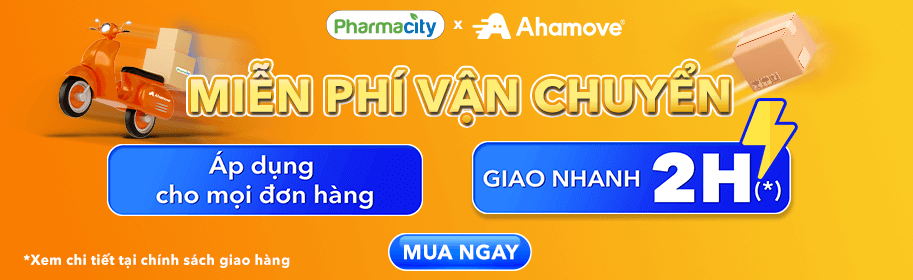 Pharmacity x Ahamove
MIỄN PHÍ VẬN CHUYỂN
Áp dụng
cho mọi đơn hàng
GIAO NHANH 2H(*)
MUA NGAY
*Xem chi tiết tại chính sách giao hàng